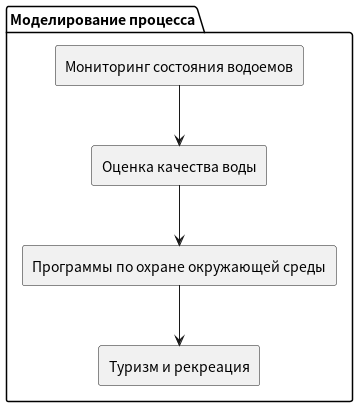 Моделирование процесса
Мониторинг состояния водоемов
Оценка качества воды
Программы по охране окружающей среды
Туризм и рекреация